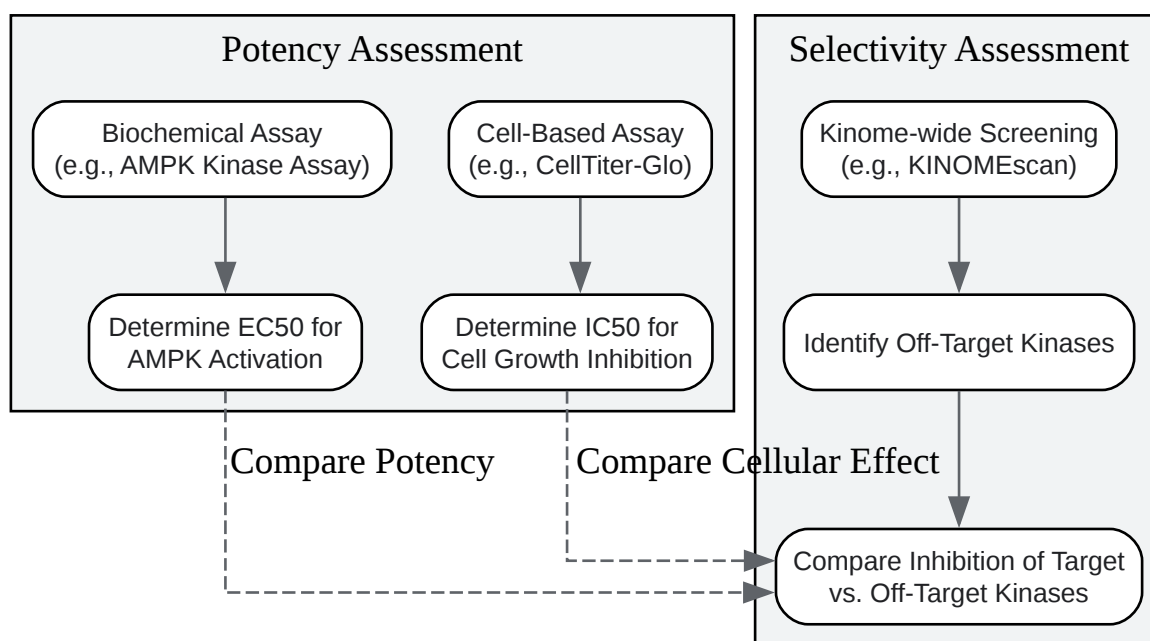 Potency Assessment
Biochemical Assay
(e.g., AMPK Kinase Assay)
Cell-Based Assay
(e.g., CellTiter-Glo)
Determine EC50 for
AMPK Activation
Determine IC50 for
Cell Growth Inhibition
Compare Potency
Compare Cellular Effect
Selectivity Assessment
Kinome-wide Screening
(e.g., KINOMEscan)
Identify Off-Target Kinases
Compare Inhibition of Target
vs. Off-Target Kinases